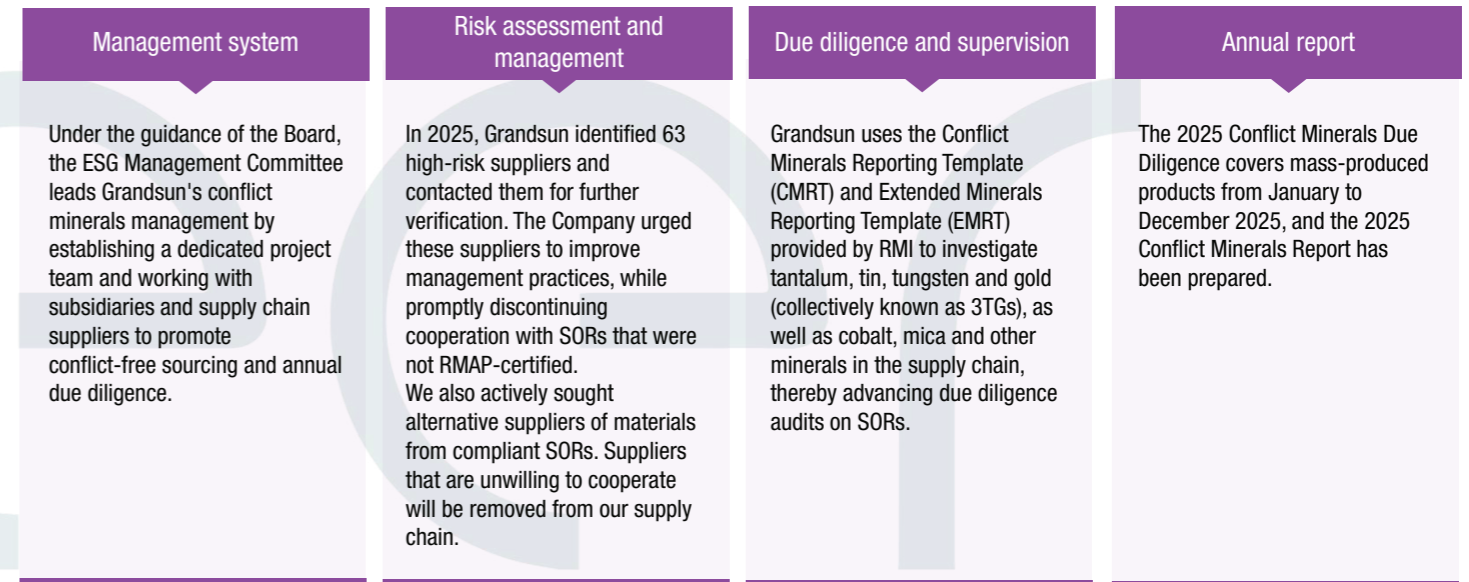 Management system
Under the guidance of the Board,
the ESG Management Committee
leads Grandsun's conflict
minerals management by
establishing a dedicated project
team and working with
subsidiaries and supply chain
suppliers to promote
conflict-free sourcing and annual
due diligence.
Risk assessment and
management
In 2025, Grandsun identified 63
high-risk suppliers and
contacted them for further
verification. The Company urged
these suppliers to improve
management practices, while
promptly discontinuing
cooperation with SORs that were
not RMAP-certified.
We also actively sought
alternative suppliers of materials
from compliant SORs. Suppliers
that are unwilling to cooperate
will be removed from our supply
chain.
Due diligence and supervision
Grandsun uses the Conflict
Minerals Reporting Template
(CMRT) and Extended Minerals
Reporting Template (EMRT)
provided by RMI to investigate
tantalum, tin, tungsten and gold
(collectively known as 3TGs), as
well as cobalt, mica and other
minerals in the supply chain,
thereby advancing due diligence
audits on SORs.
Annual report
The 2025 Conflict Minerals Due
Diligence covers mass-produced
products from January to
December 2025, and the 2025
Conflict Minerals Report has
been prepared.